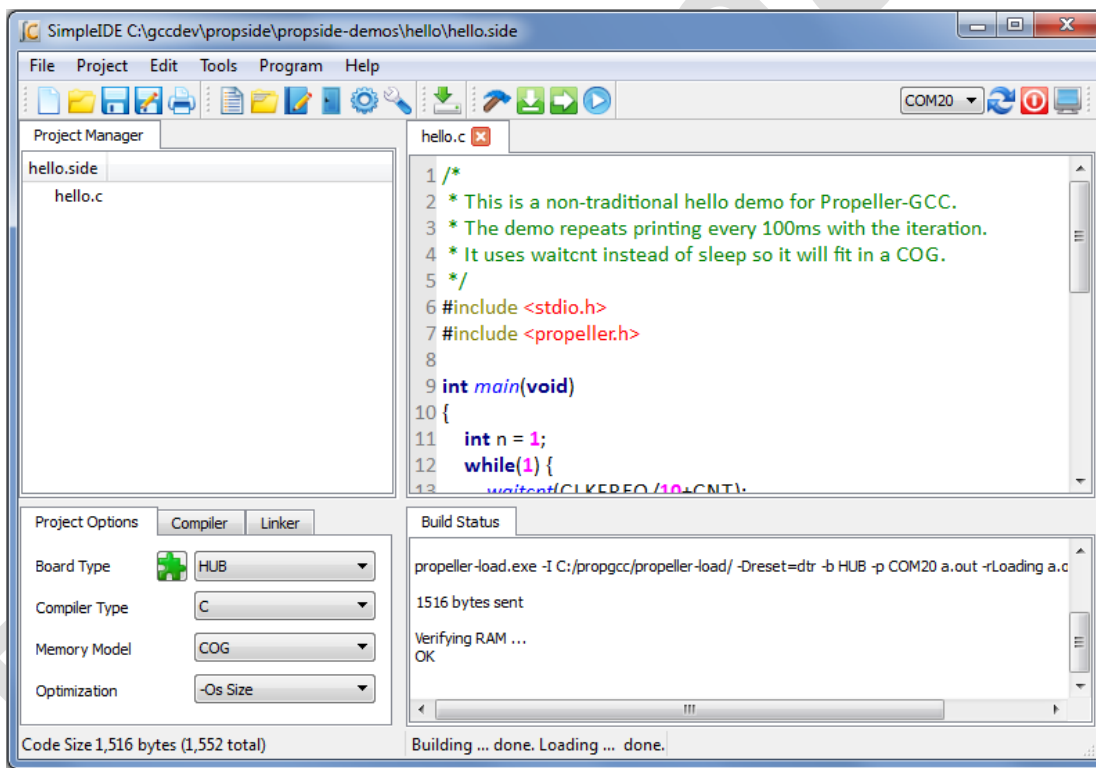 SimpleIDE C:\gccdev\propside\propside-demos\hello\hello.side
File Project Edit Tools Program Help
COM20
Project Manager
hello.side
hello.c
hello.c
1 /*
2 * This is a non-traditional hello demo for Propeller-GCC.
3 * The demo repeats printing every 100ms with the iteration.
4 * It uses waitcnt instead of sleep so it will fit in a COG.
5 */
6 #include <stdio.h>
7 #include <propeller.h>
8
9 int main(void)
10 {
11 int n = 1;
12 while(1) {
13 waitcnt(CLKFREQ/10+CNT);
Project Options Compiler Linker
Board Type HUB
Compiler Type C
Memory Model COG
Optimization -Os Size
Build Status
propeller-load.exe -I C:/propgcc/propeller-load/ -Dreset=dtr -b HUB -p COM20 a.out -rLoading
1516 bytes sent
Verifying RAM ...
OK
Code Size 1,516 bytes (1,552 total)
Building ... done. Loading ... done.